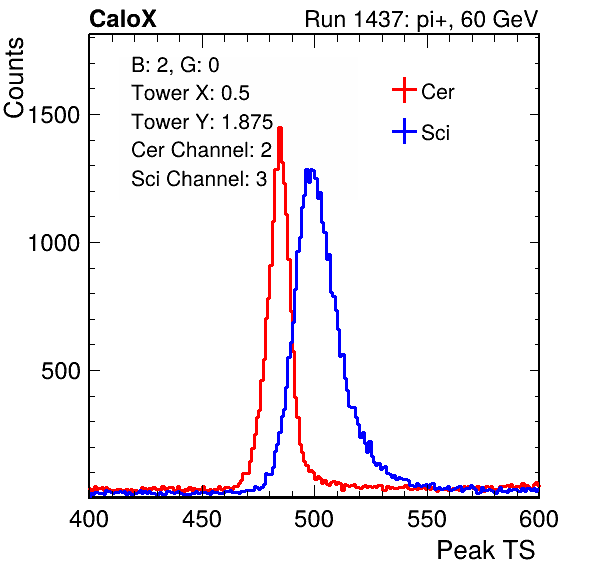 CaloX Run 1437: pi+, 60 GeV
Counts
B: 2, G: 0
Tower X: 0.5
Tower Y: 1.875
Cer Channel: 2
Sci Channel: 3
Cer
Sci
1500
1000
500
400 450 500 550 600
Peak TS